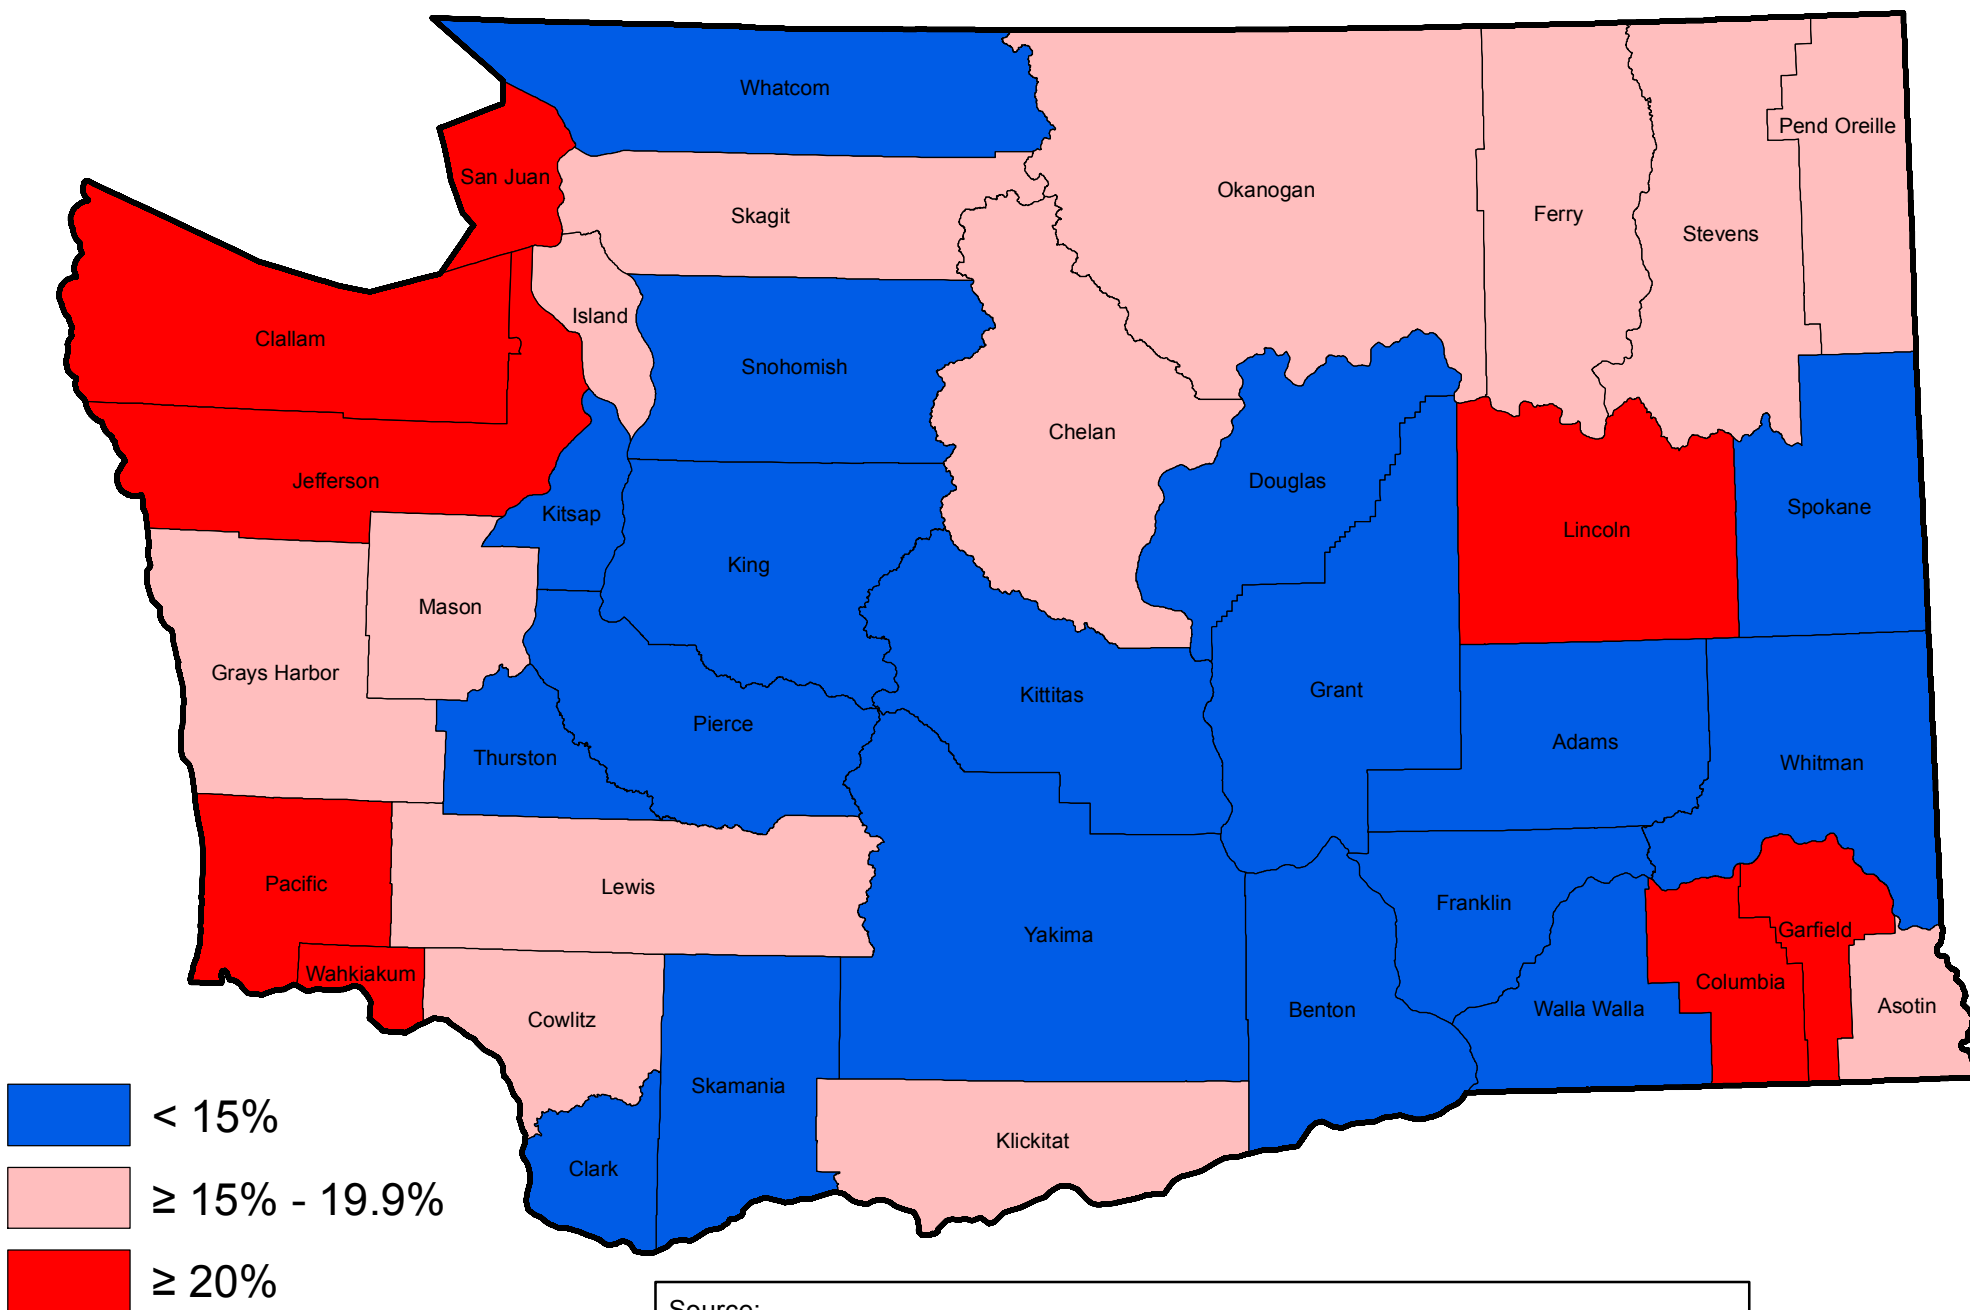 Whatcom
Pend Oreille
San Juan
Okanogan
Skagit
Ferry
Stevens
Island
Clallam
Snohomish
Chelan
Jefferson
Douglas
Kitsap
Spokane
Lincoln
King
Mason
Grays Harbor
Grant
Kittitas
Pierce
Adams
Thurston
Whitman
Pacific
Lewis
Franklin
Garfield
Yakima
Wahkiakum
Columbia
Asotin
Walla Walla
Benton
Cowlitz
Skamania
Klickitat
Clark
< 15%
≥ 15% - 19.9%
≥ 20%
Source: